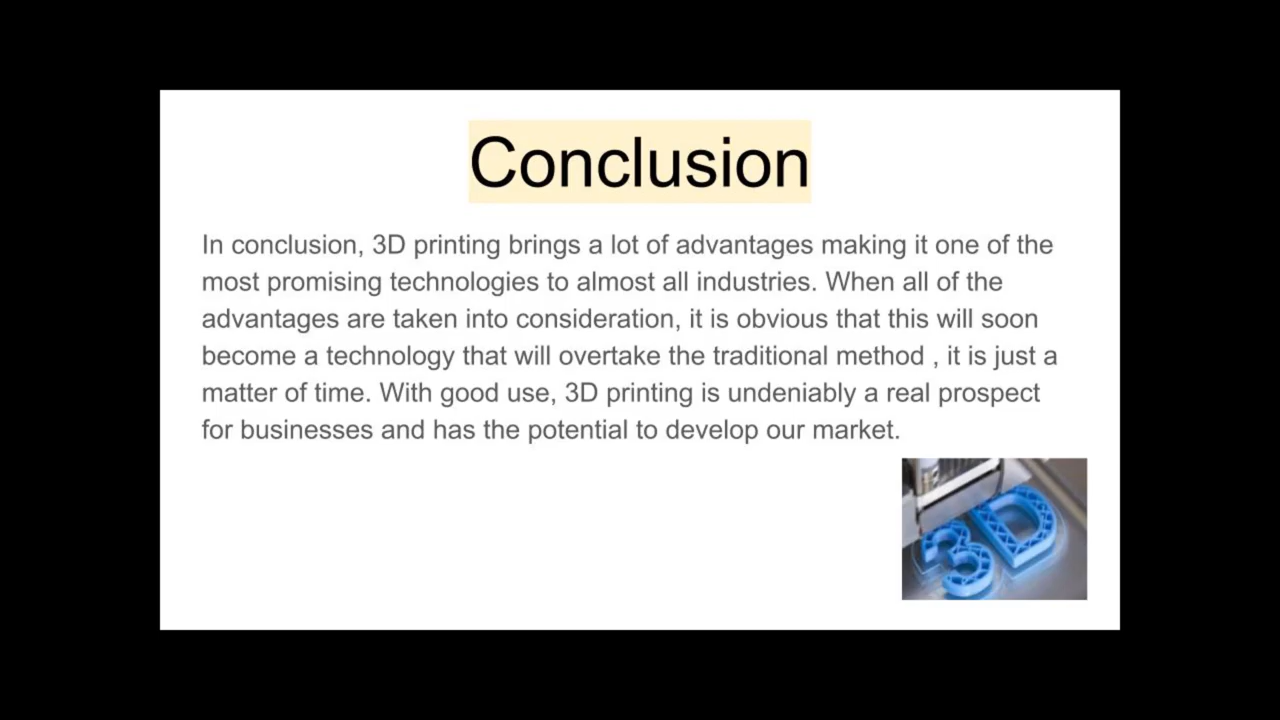 Conclusion
In conclusion, 3D printing brings a lot of advantages making it one of the
most promising technologies to almost all industries. When all of the
advantages are taken into consideration, it is obvious that this will soon
become a technology that will overtake the traditional method , it is just a
matter of time. With good use, 3D printing is undeniably a real prospect
for businesses and has the potential to develop our market.
3D